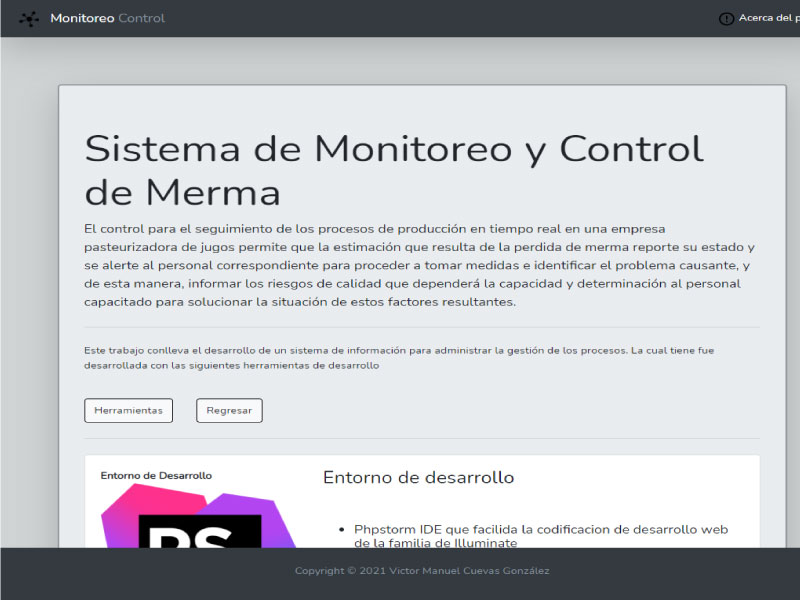 Monitoreo Control
Acerca del p
Sistema de Monitoreo y Control
de Merma
El control para el seguimiento de los procesos de producción en tiempo real en una empresa
pasteurizadora de jugos permite que la estimación que resulta de la perdida de merma reporte su estado y
se alerte al personal correspondiente para proceder a tomar medidas e identificar el problema causante, y
de esta manera, informar los riesgos de calidad que dependerá la capacidad y determinación al personal
capacitado para solucionar la situación de estos factores resultantes.
Este trabajo conlleva el desarrollo de un sistema de información para administrar la gestión de los procesos. La cual tiene fue
desarrollada con las siguientes herramientas de desarrollo
Herramientas
Regresar
Entorno de Desarrollo
PS
Entorno de desarrollo
Phpstorm IDE que facilida la codificacion de desarrollo web
de la familia de Illuminate
Copyright © 2021 Victor Manuel Cuevas González